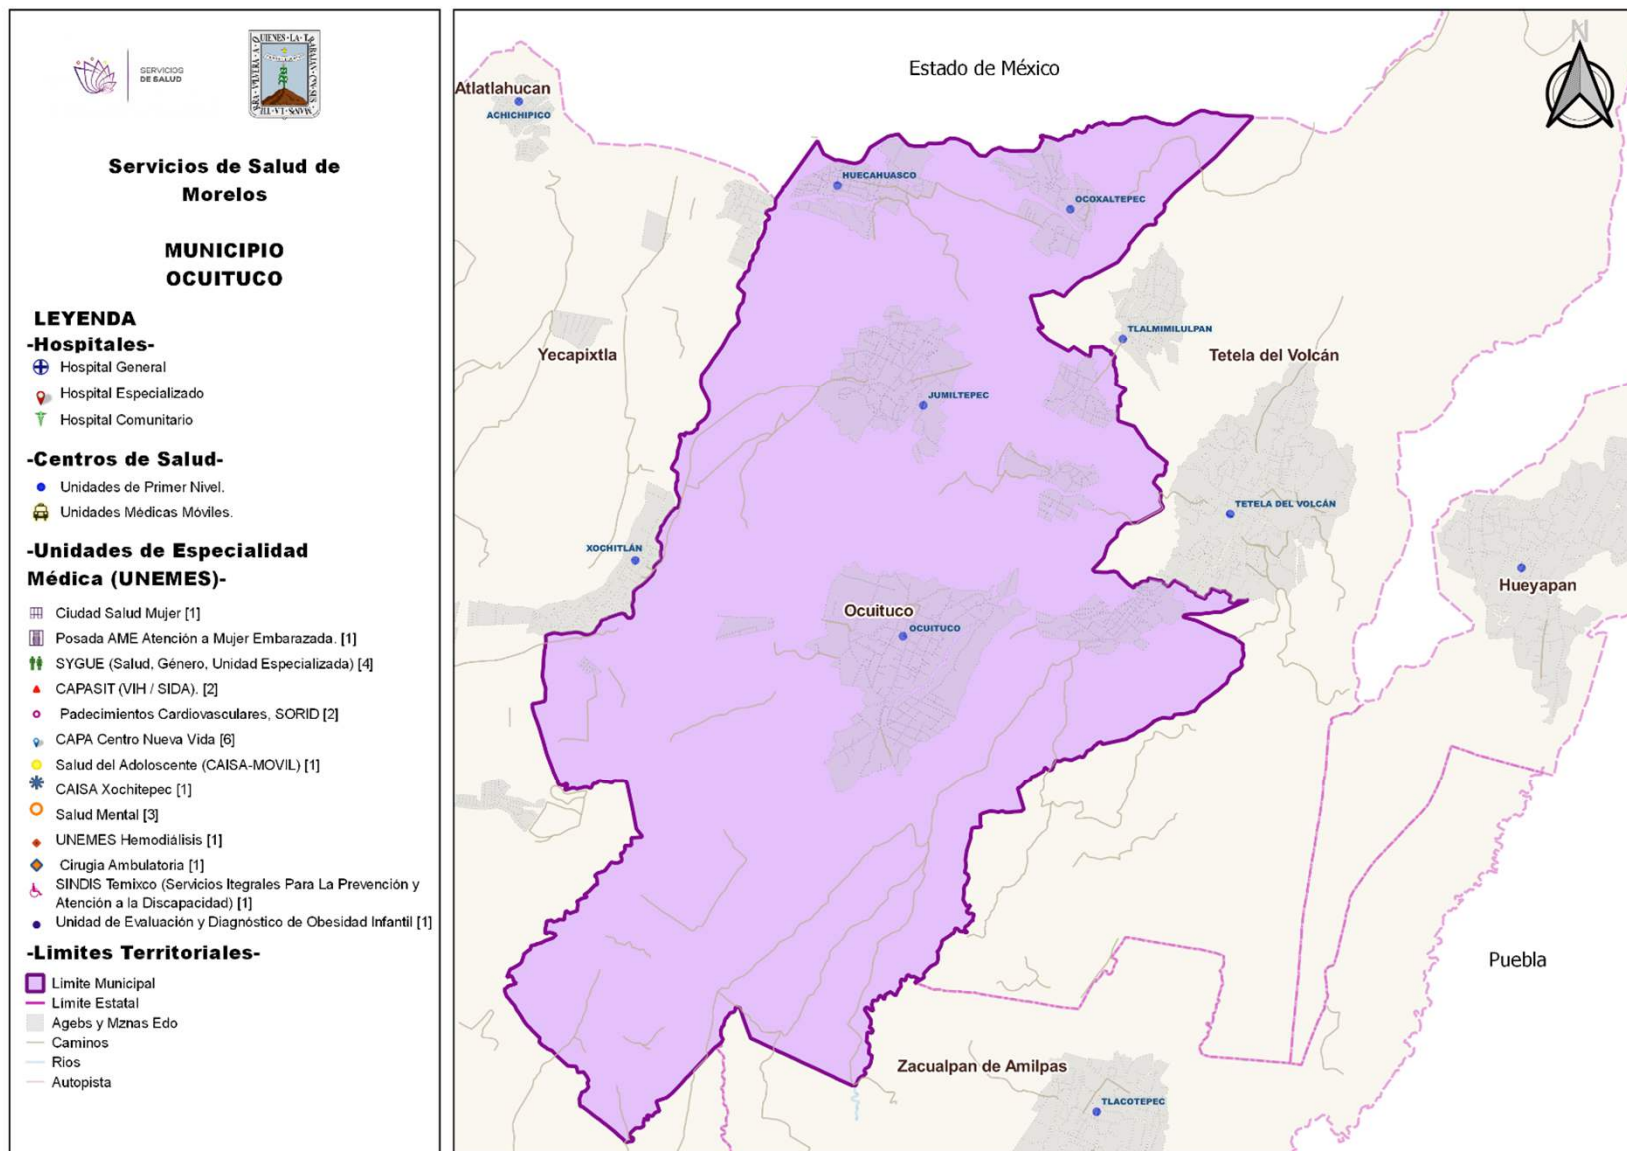 SERVICIOS
DE SALUD
Servicios de Salud de
Morelos
MUNICIPIO
OCUITUCO
LEYENDA
-Hospitales-
Hospital General
Hospital Especializado
Hospital Comunitario
-Centros de Salud-
Unidades de Primer Nivel.
Unidades Médicas Móviles.
-Unidades de Especialidad
Médica (UNEMES)-
Ciudad Salud Mujer [1]
Posada AME Atención a Mujer Embarazada. [1]
SYGUE (Salud, Género, Unidad Especializada) [4]
CAPASIT (VIH / SIDA). [2]
Padecimientos Cardiovasculares, SORID [2]
CAPA Centro Nueva Vida [6]
Salud del Adoloscente (CAISA-MOVIL) [1]
CAISA Xochitepec [1]
Salud Mental [3]
UNEMES Hemodiálisis [1]
Cirugia Ambulatoria [1]
SINDIS Temixco (Servicios Itegrales Para La Prevención y
Atención a la Discapacidad) [1]
Unidad de Evaluación y Diagnóstico de Obesidad Infantil [1]
-Limites Territoriales-
Límite Municipal
Límite Estatal
Agebs y Mznas Edo
Caminos
Rios
Autopista
Estado de México
N
Atlatlahucan
ACHICHIPICO
HUECAHUASCO
OCOXALTEPEC
TLALMIMILULPAN
Yecapixtla
Tetela del Volcán
JUMILTEPEC
TETELA DEL VOLCÁN
XOCHITLÁN
Hueyapan
Ocuituco
OCUITUCO
Puebla
Zacualpan de Amilpas
TLACOTEPEC